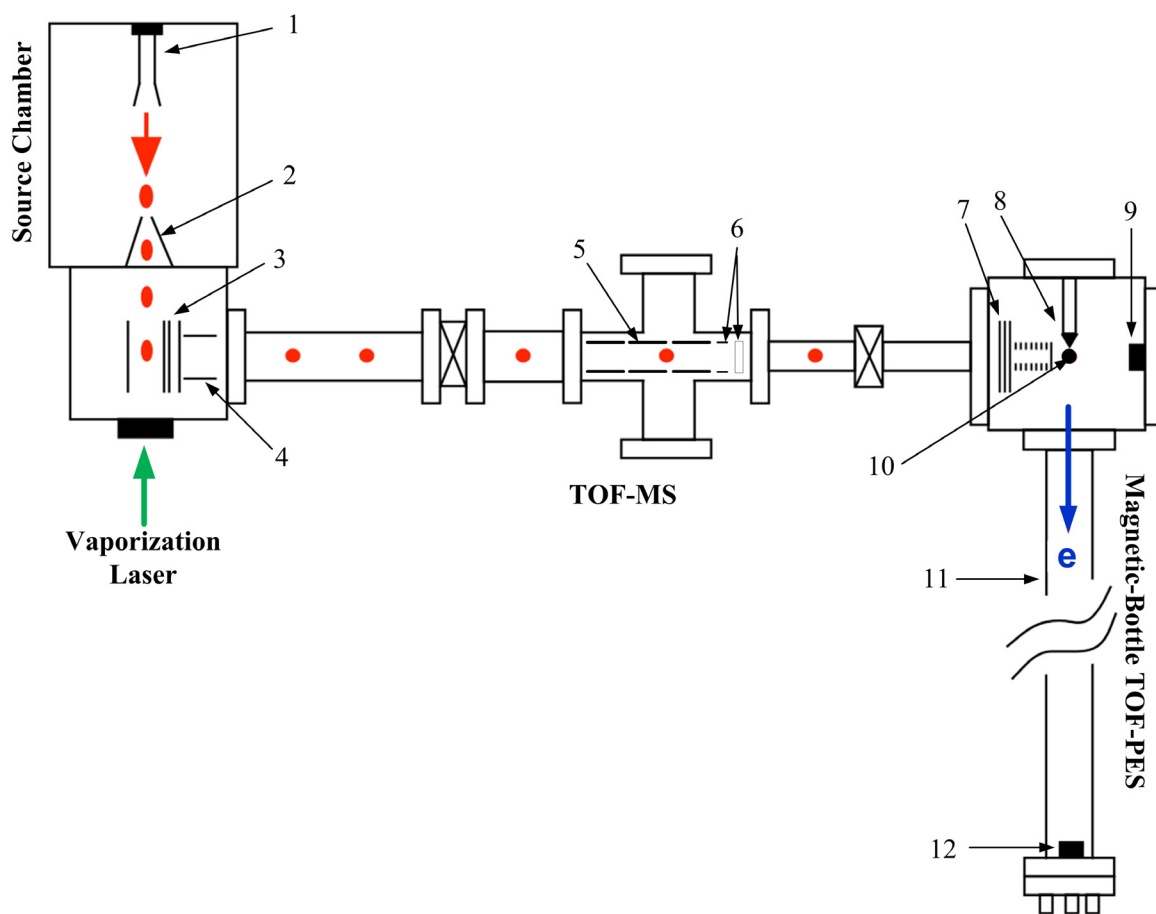 Source Chamber
1
2
3
4
Vaporization
Laser
5
6
TOF-MS
7
8
9
10
e
11
12
Magnetic-Bottle TOF-PES